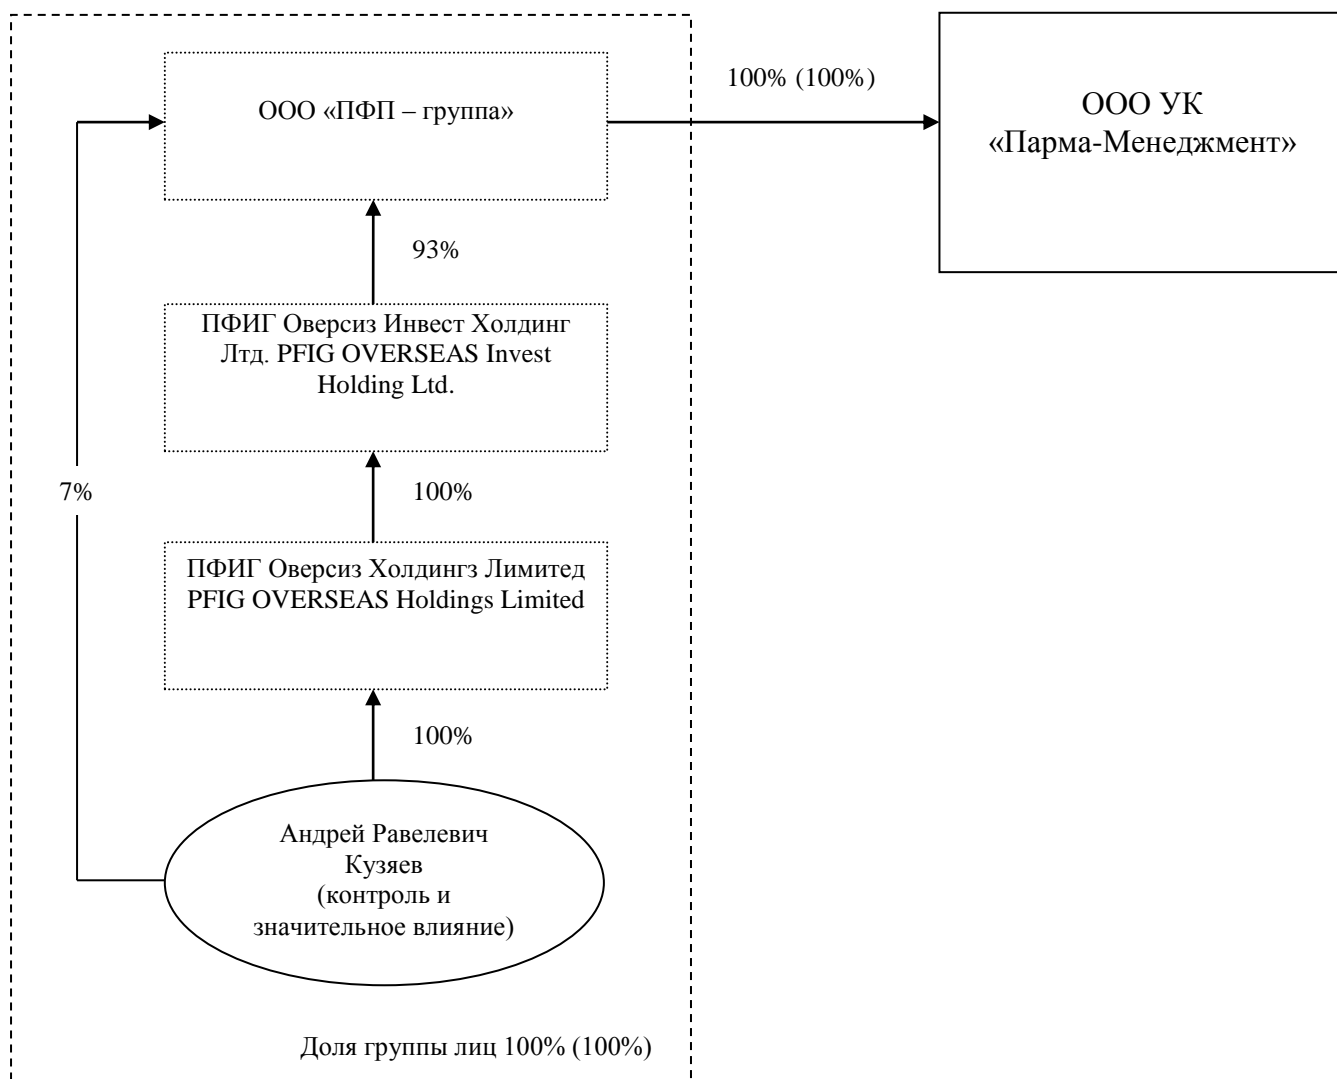 ООО «ПФП – группа»
100% (100%)
ООО УК
«Парма-Менеджмент»
93%
ПФИГ Оверсиз Инвест Холдинг
Лтд. PFIG OVERSEAS Invest
Holding Ltd.
7%
100%
ПФИГ Оверсиз Холдингз Лимитед
PFIG OVERSEAS Holdings Limited
100%
Андрей Равелевич
Кузяев
(контроль и
значительное влияние)
Доля группы лиц 100% (100%)